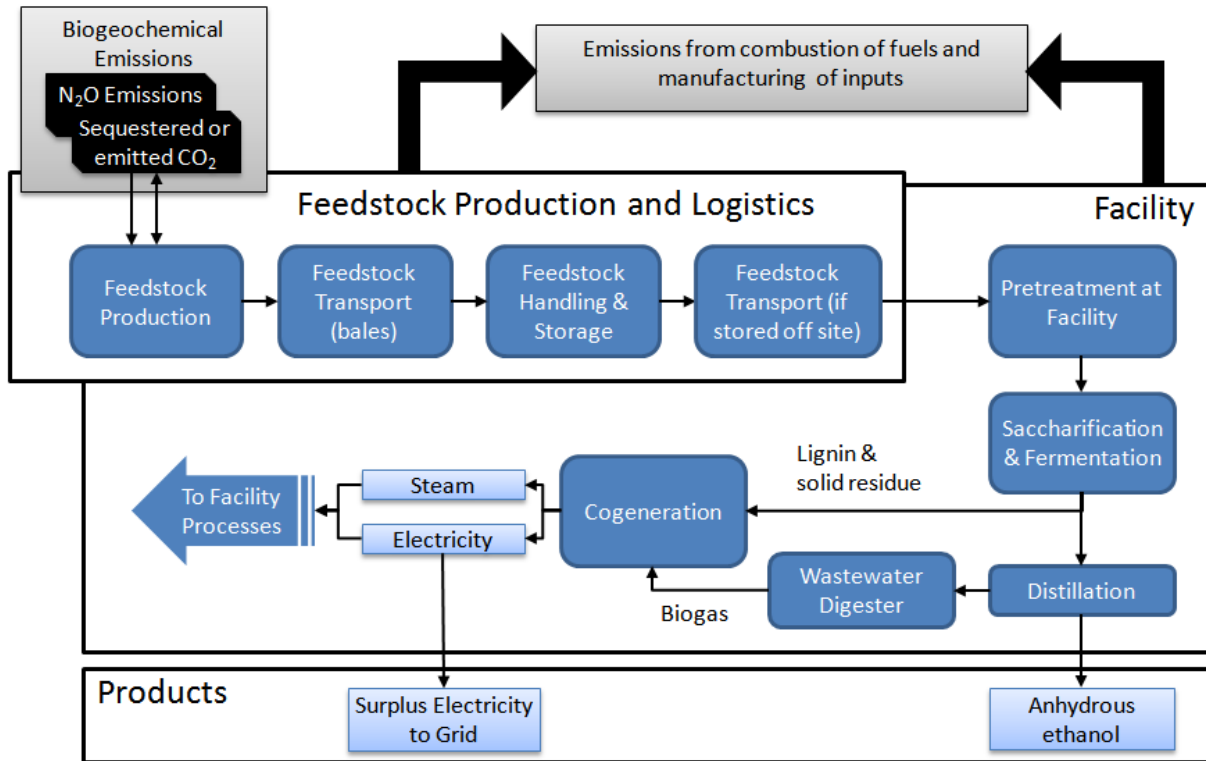 Biogeochemical
Emissions
N₂O Emissions
Sequestered or
emitted CO₂
Emissions from combustion of fuels and
manufacturing of inputs
Feedstock Production and Logistics
Facility
Feedstock
Production
Feedstock
Transport
(bales)
Feedstock
Handling &
Storage
Feedstock
Transport (if
stored off site)
Pretreatment at
Facility
Saccharification
& Fermentation
Lignin &
solid residue
Distillation
Wastewater
Digester
Biogas
Cogeneration
Steam
Electricity
To Facility
Processes
Products
Surplus Electricity
to Grid
Anhydrous
ethanol